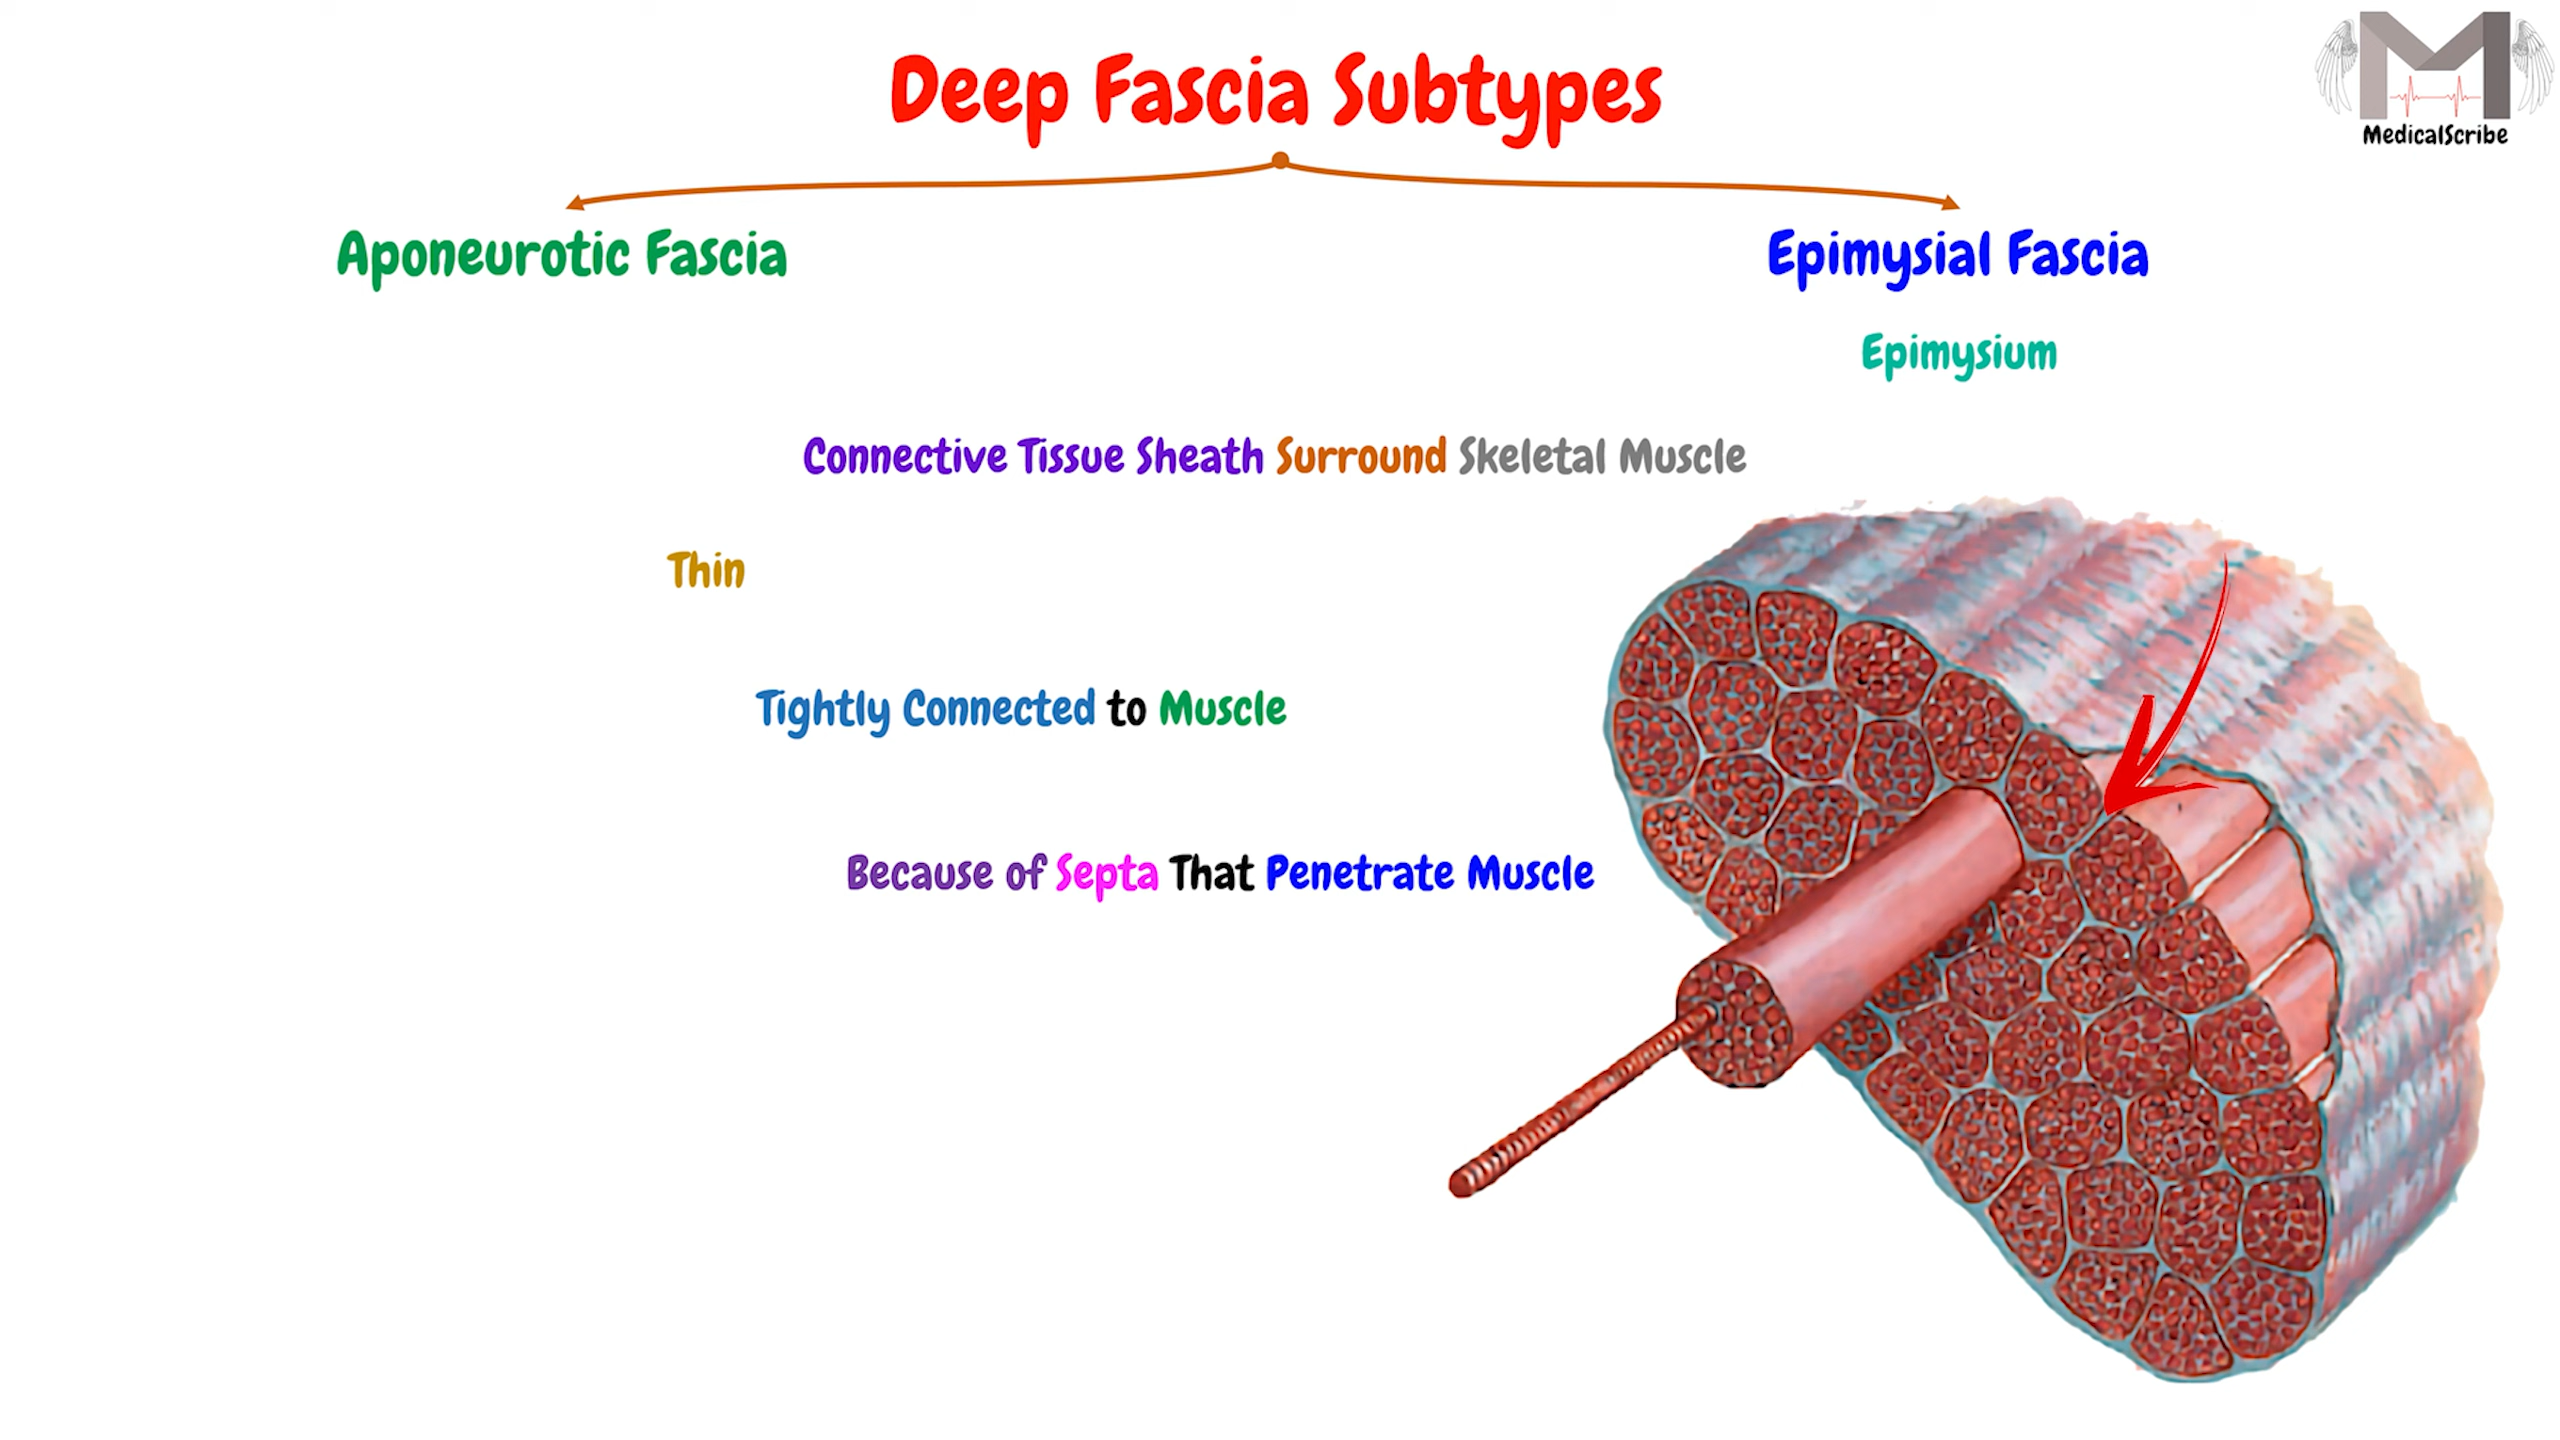 Deep Fascia Subtypes
MedicalScribe
Aponeurotic Fascia
Epimysial Fascia
Epimysium
Connective Tissue Sheath Surround Skeletal Muscle
Thin
Tightly Connected to Muscle
Because of Septa That Penetrate Muscle